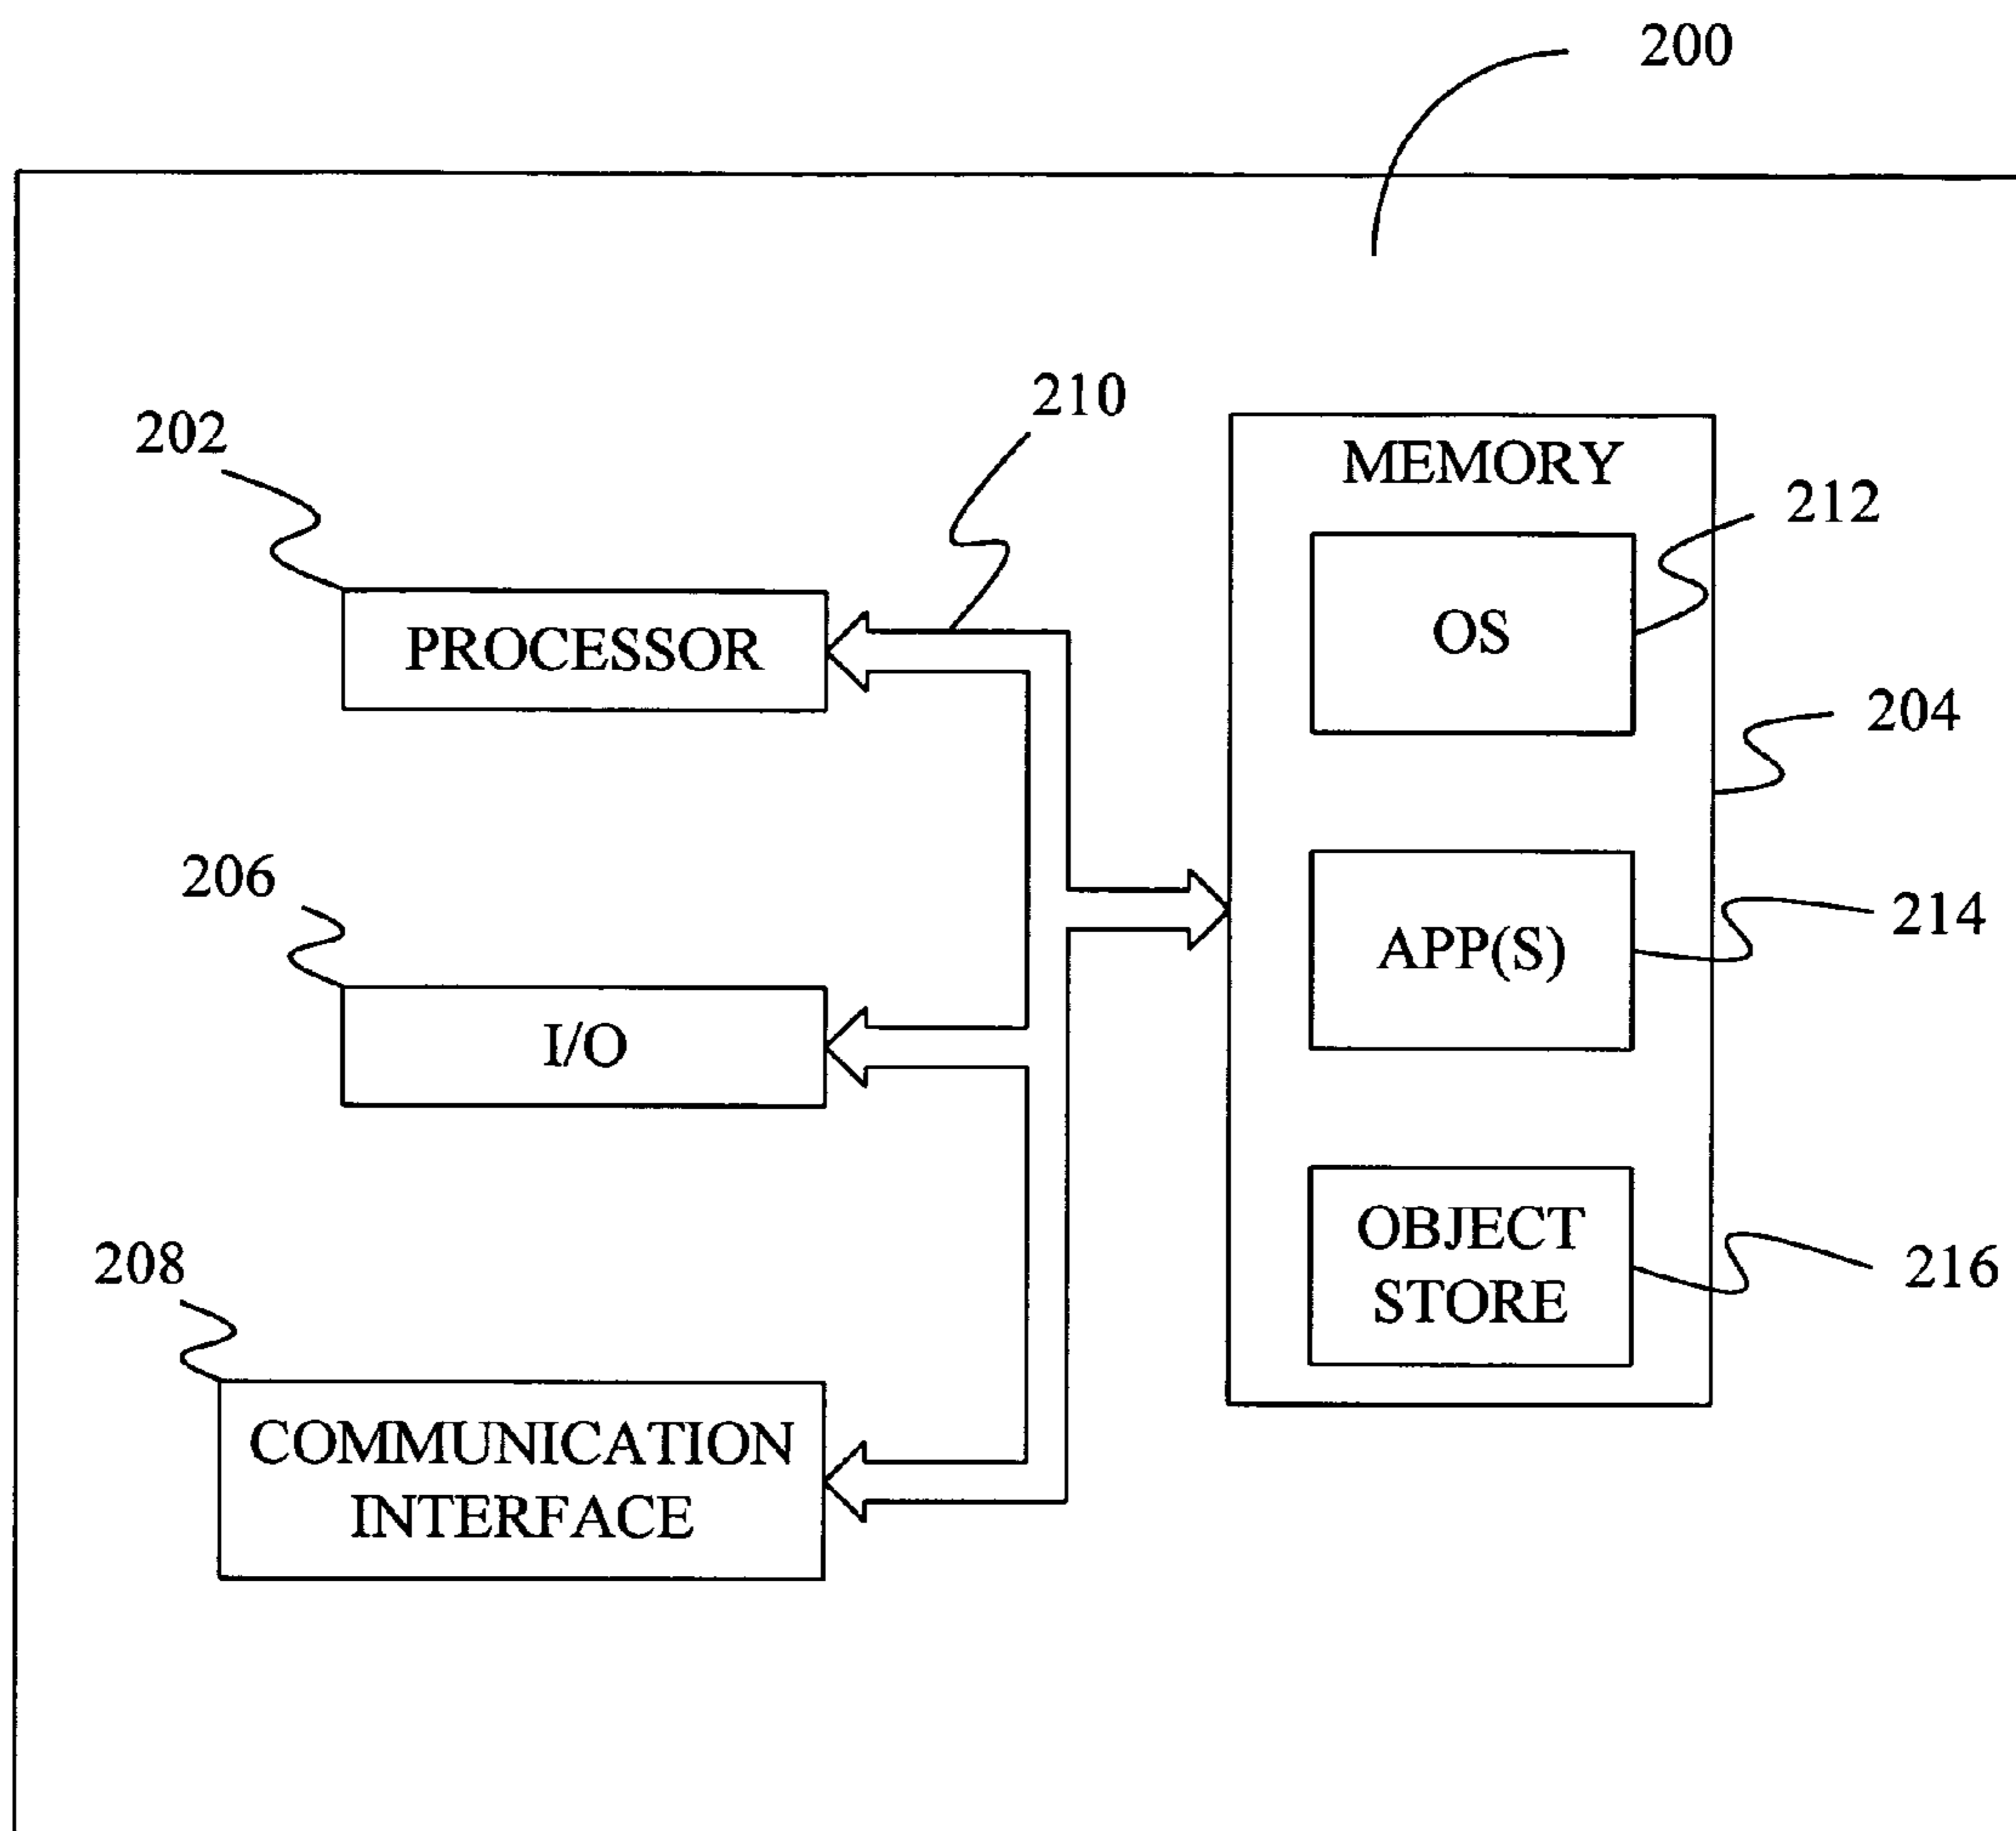 200
210
202
MEMORY
212
OS
PROCESSOR
204
206
214
APP(S)
I/O
OBJECT
STORE
216
208
COMMUNICATION
INTERFACE